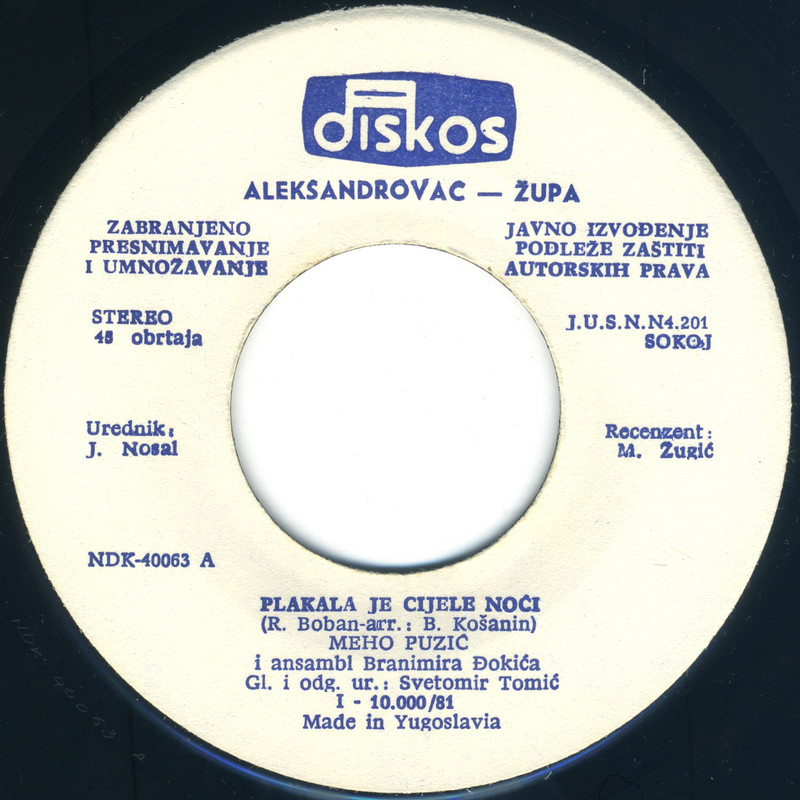 diskos
ALEKSANDROVAC — ŽUPA
ZABRANJENO
PRESNIMAVANJE
I UMNOŽAVANJE
JAVNO IZVOĐENJE
PODLEŽE ZAŠTITI
AUTORSKIH PRAVA
STEREO
45 obrtaja
J.U.S.N.N4.201
SOKOJ
Urednik:
J. Nosal
Recenzent:
M. Žugić
NDK-40063 A
PLAKALA JE CIJELE NOĆI
(R. Boban-arr.: B. Košanin)
MEHO PUZIĆ
i ansambl Branimira Đokića
Gl. i odg. ur.: Svetomir Tomić
I - 10.000/81
Made in Yugoslavia
NDK 40063 A